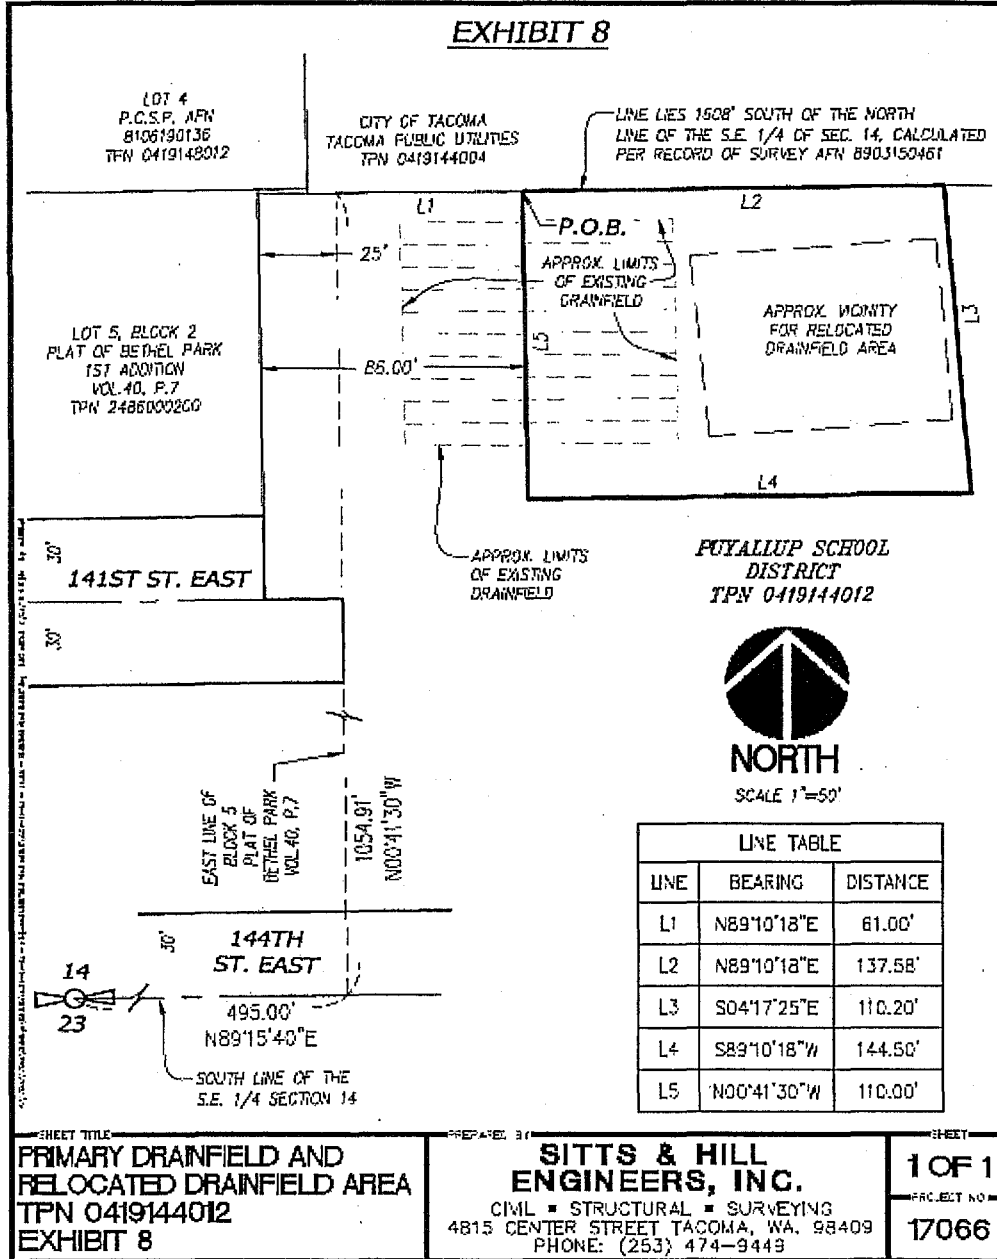 EXHIBIT 8
LOT 4
P.C.S.P. AFN
8106190136
TPN 0419148012
CITY OF TACOMA
TACOMA PUBLIC UTILITIES
TPN 0419144004
LINE LIES 1508' SOUTH OF THE NORTH
LINE OF THE S.E. 1/4 OF SEC. 14, CALCULATED
PER RECORD OF SURVEY AFN 8903150461
L1
L2
P.O.B.
25'
APPROX. LIMITS
OF EXISTING
DRAINFIELD
APPROX. VICINITY
FOR RELOCATED
DRAINFIELD AREA
L3
L5
LOT 5, BLOCK 2
PLAT OF BETHEL PARK
1ST ADDITION
VOL.40, P.7
TPN 2486000200
86.00'
L4
30'
141ST ST. EAST
30'
APPROX. LIMITS
OF EXISTING
DRAINFIELD
PUYALLUP SCHOOL
DISTRICT
TPN 0419144012
NORTH
SCALE 1"=50'
EAST LINE OF
BLOCK 5
PLAT OF
BETHEL PARK
VOL.40, P.7
1054.91'
N00°41'30"W
30'
144TH
ST. EAST
14
23
495.00'
N89°15'40"E
SOUTH LINE OF THE
S.E. 1/4 SECTION 14
LINE TABLE
LINE BEARING DISTANCE
L1 N89°10'18"E 61.00'
L2 N89°10'18"E 137.58'
L3 S04°17'25"E 110.20'
L4 S89°10'18"W 144.50'
L5 N00°41'30"W 110.00'
SHEET TITLE
PRIMARY DRAINFIELD AND
RELOCATED DRAINFIELD AREA
TPN 0419144012
EXHIBIT 8
PREPARED BY
SITTS & HILL
ENGINEERS, INC.
CIVIL ▪ STRUCTURAL ▪ SURVEYING
4815 CENTER STREET TACOMA, WA. 98409
PHONE: (253) 474-9449
SHEET
1 OF 1
PROJECT NO
17066